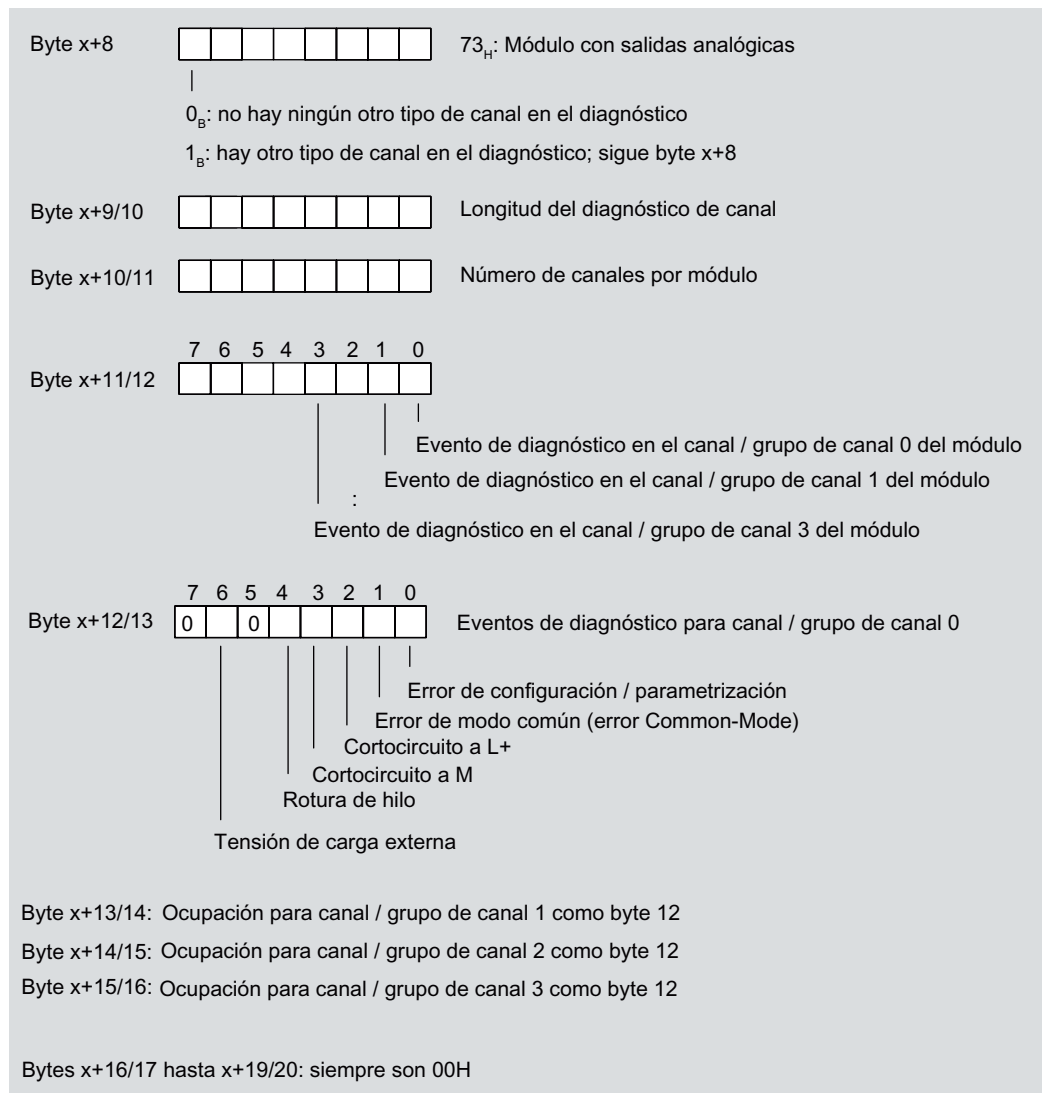 Byte x+8 73H: Módulo con salidas analógicas
0B: no hay ningún otro tipo de canal en el diagnóstico
1B: hay otro tipo de canal en el diagnóstico; sigue byte x+8
Byte x+9/10 Longitud del diagnóstico de canal
Byte x+10/11 Número de canales por módulo
7 6 5 4 3 2 1 0
Byte x+11/12
Evento de diagnóstico en el canal / grupo de canal 0 del módulo
Evento de diagnóstico en el canal / grupo de canal 1 del módulo
:
Evento de diagnóstico en el canal / grupo de canal 3 del módulo
7 6 5 4 3 2 1 0
Byte x+12/13 0 0 Eventos de diagnóstico para canal / grupo de canal 0
Error de configuración / parametrización
Error de modo común (error Common-Mode)
Cortocircuito a L+
Cortocircuito a M
Rotura de hilo
Tensión de carga externa
Byte x+13/14: Ocupación para canal / grupo de canal 1 como byte 12
Byte x+14/15: Ocupación para canal / grupo de canal 2 como byte 12
Byte x+15/16: Ocupación para canal / grupo de canal 3 como byte 12
Bytes x+16/17 hasta x+19/20: siempre son 00H